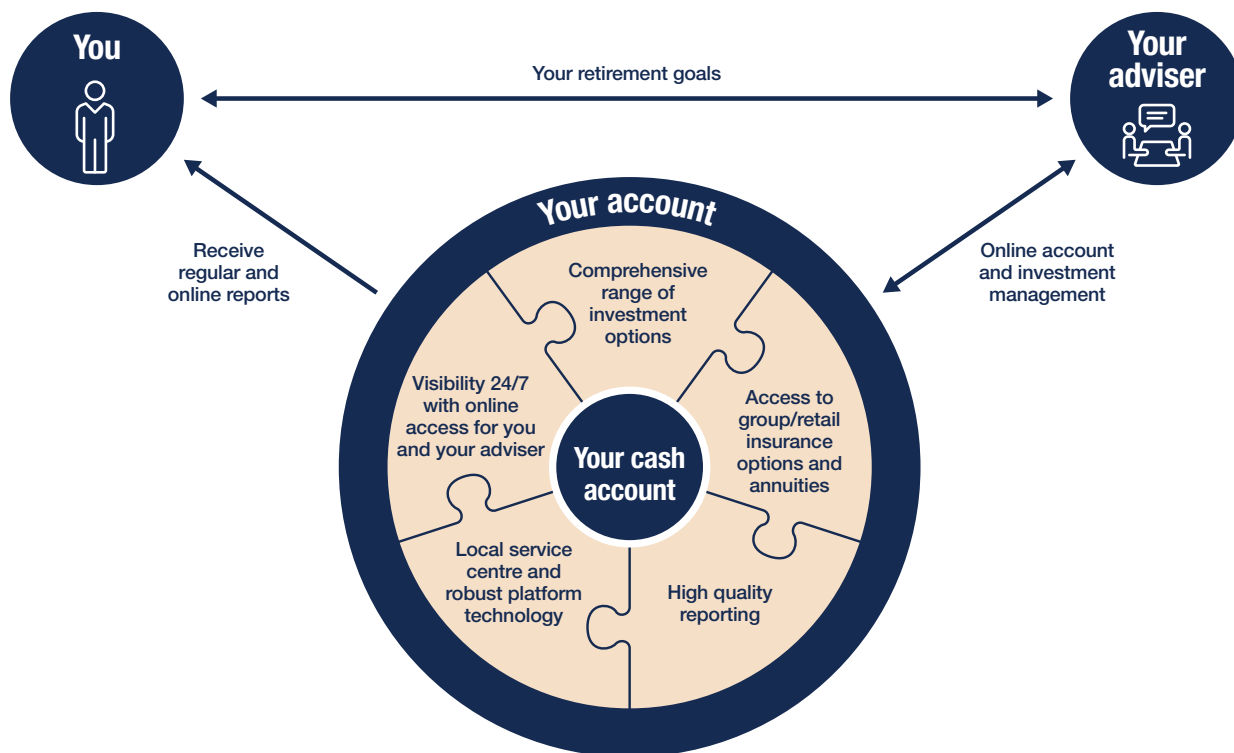 You
Your
adviser
Your retirement goals
Your account
Receive
regular and
online reports
Online account
and investment
management
Comprehensive
range of
investment
options
Visibility 24/7
with online
access for you
and your adviser
Access to
group/retail
insurance
options and
annuities
Your cash
account
Local service
centre and
robust platform
technology
High quality
reporting